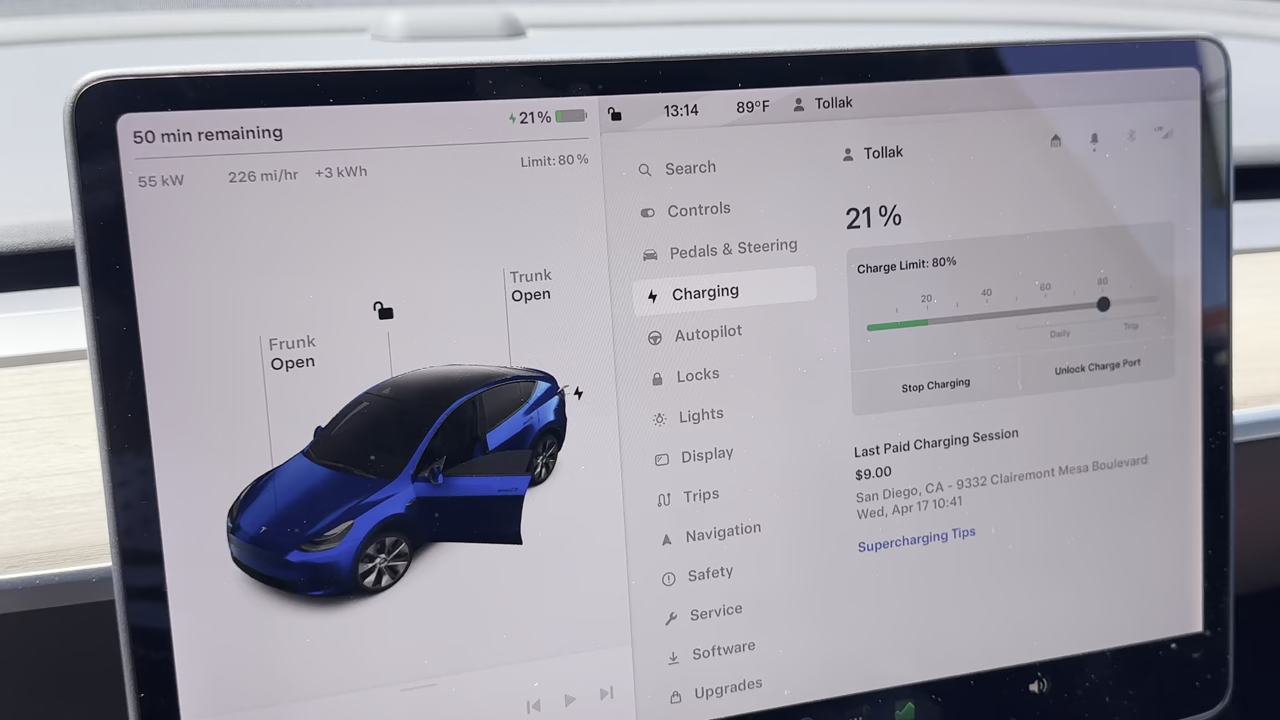 50 min remaining
21%
55 kW 226 mi/hr +3 kWh
Limit: 80%
Trunk
Open
Frunk
Open
13:14 89°F Tollak
Search
Controls
Pedals & Steering
Charging
Autopilot
Locks
Lights
Display
Trips
Navigation
Safety
Service
Software
Upgrades
Tollak
LTE
21%
Charge Limit: 80%
20 40 60 80
Daily Trip
Stop Charging
Unlock Charge Port
Last Paid Charging Session
$9.00
San Diego, CA - 9332 Clairemont Mesa Boulevard
Wed, Apr 17 10:41
Supercharging Tips